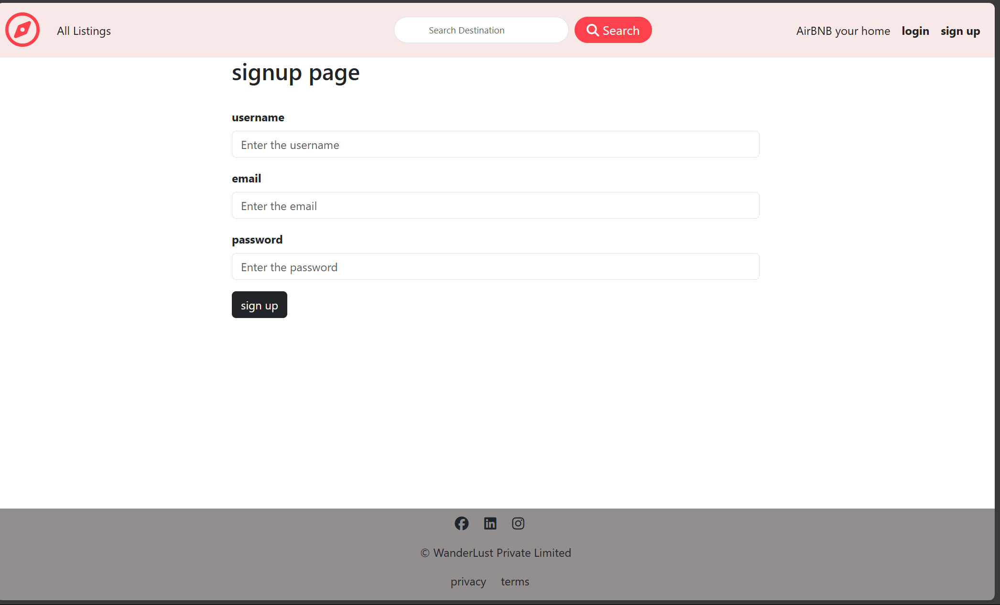 All Listings
Search Destination
Search
AirBNB your home
login
sign up
signup page
username
Enter the username
email
Enter the email
password
Enter the password
sign up
© WanderLust Private Limited
privacy terms